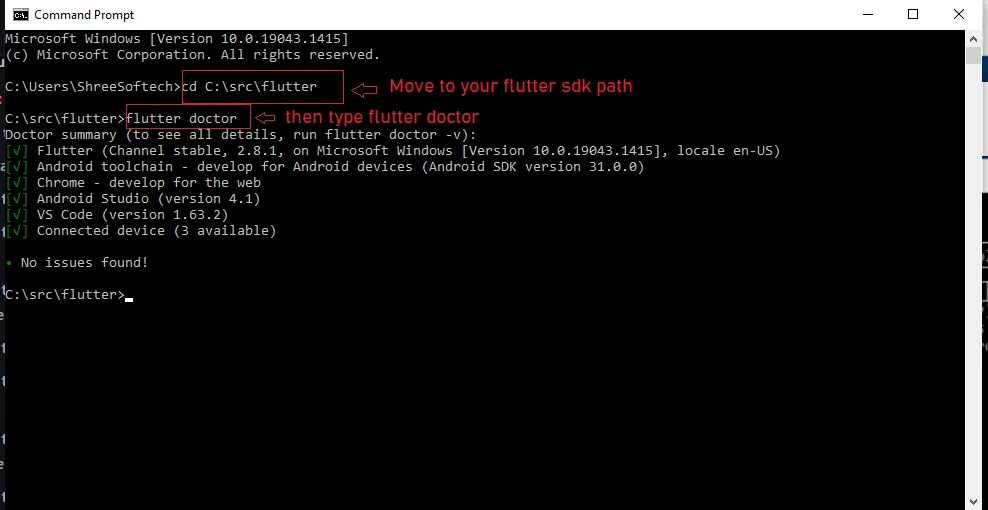 Command Prompt
Microsoft Windows [Version 10.0.19043.1415]
(c) Microsoft Corporation. All rights reserved.
C:\Users\ShreeSoftech>cd C:\src\flutter
Move to your flutter sdk path
C:\src\flutter>flutter doctor
then type flutter doctor
Doctor summary (to see all details, run flutter doctor -v):
[√] Flutter (Channel stable, 2.8.1, on Microsoft Windows [Version 10.0.19043.1415], locale en-US)
[√] Android toolchain - develop for Android devices (Android SDK version 31.0.0)
[√] Chrome - develop for the web
[√] Android Studio (version 4.1)
[√] VS Code (version 1.63.2)
[√] Connected device (3 available)
• No issues found!
C:\src\flutter>